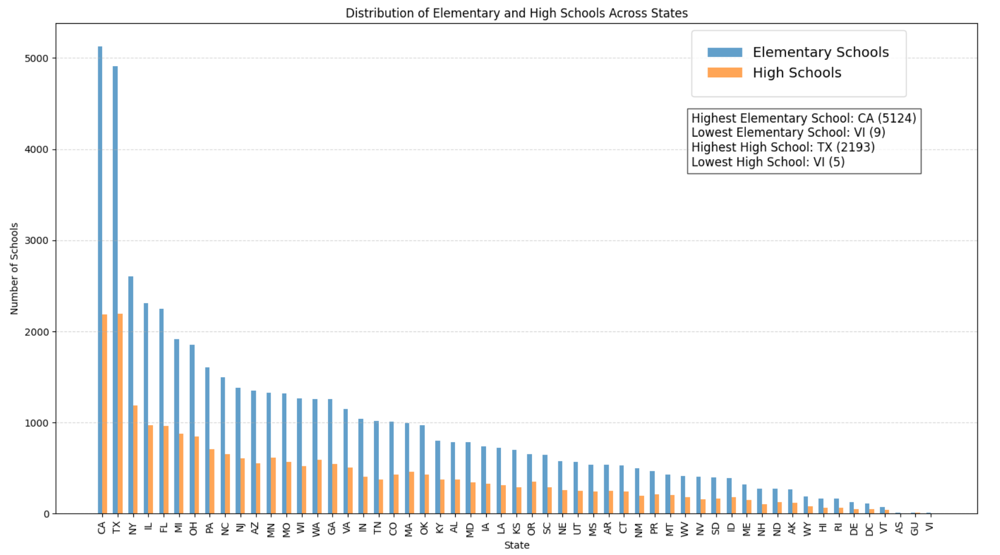 Distribution of Elementary and High Schools Across States
Elementary Schools
High Schools
Highest Elementary School: CA (5124)
Lowest Elementary School: VI (9)
Highest High School: TX (2193)
Lowest High School: VI (5)
Number of Schools
5000
4000
3000
2000
1000
0
CA TX NY IL FL MI OH PA NC NJ AZ MN MO WI WA GA VA IN TN CO MA OK KY AL MD IA LA KS OR SC NE UT MS AR CT NM PR MT WV NV SD ID ME NH ND AK WY HI RI DE DC VT AS GU VI
State